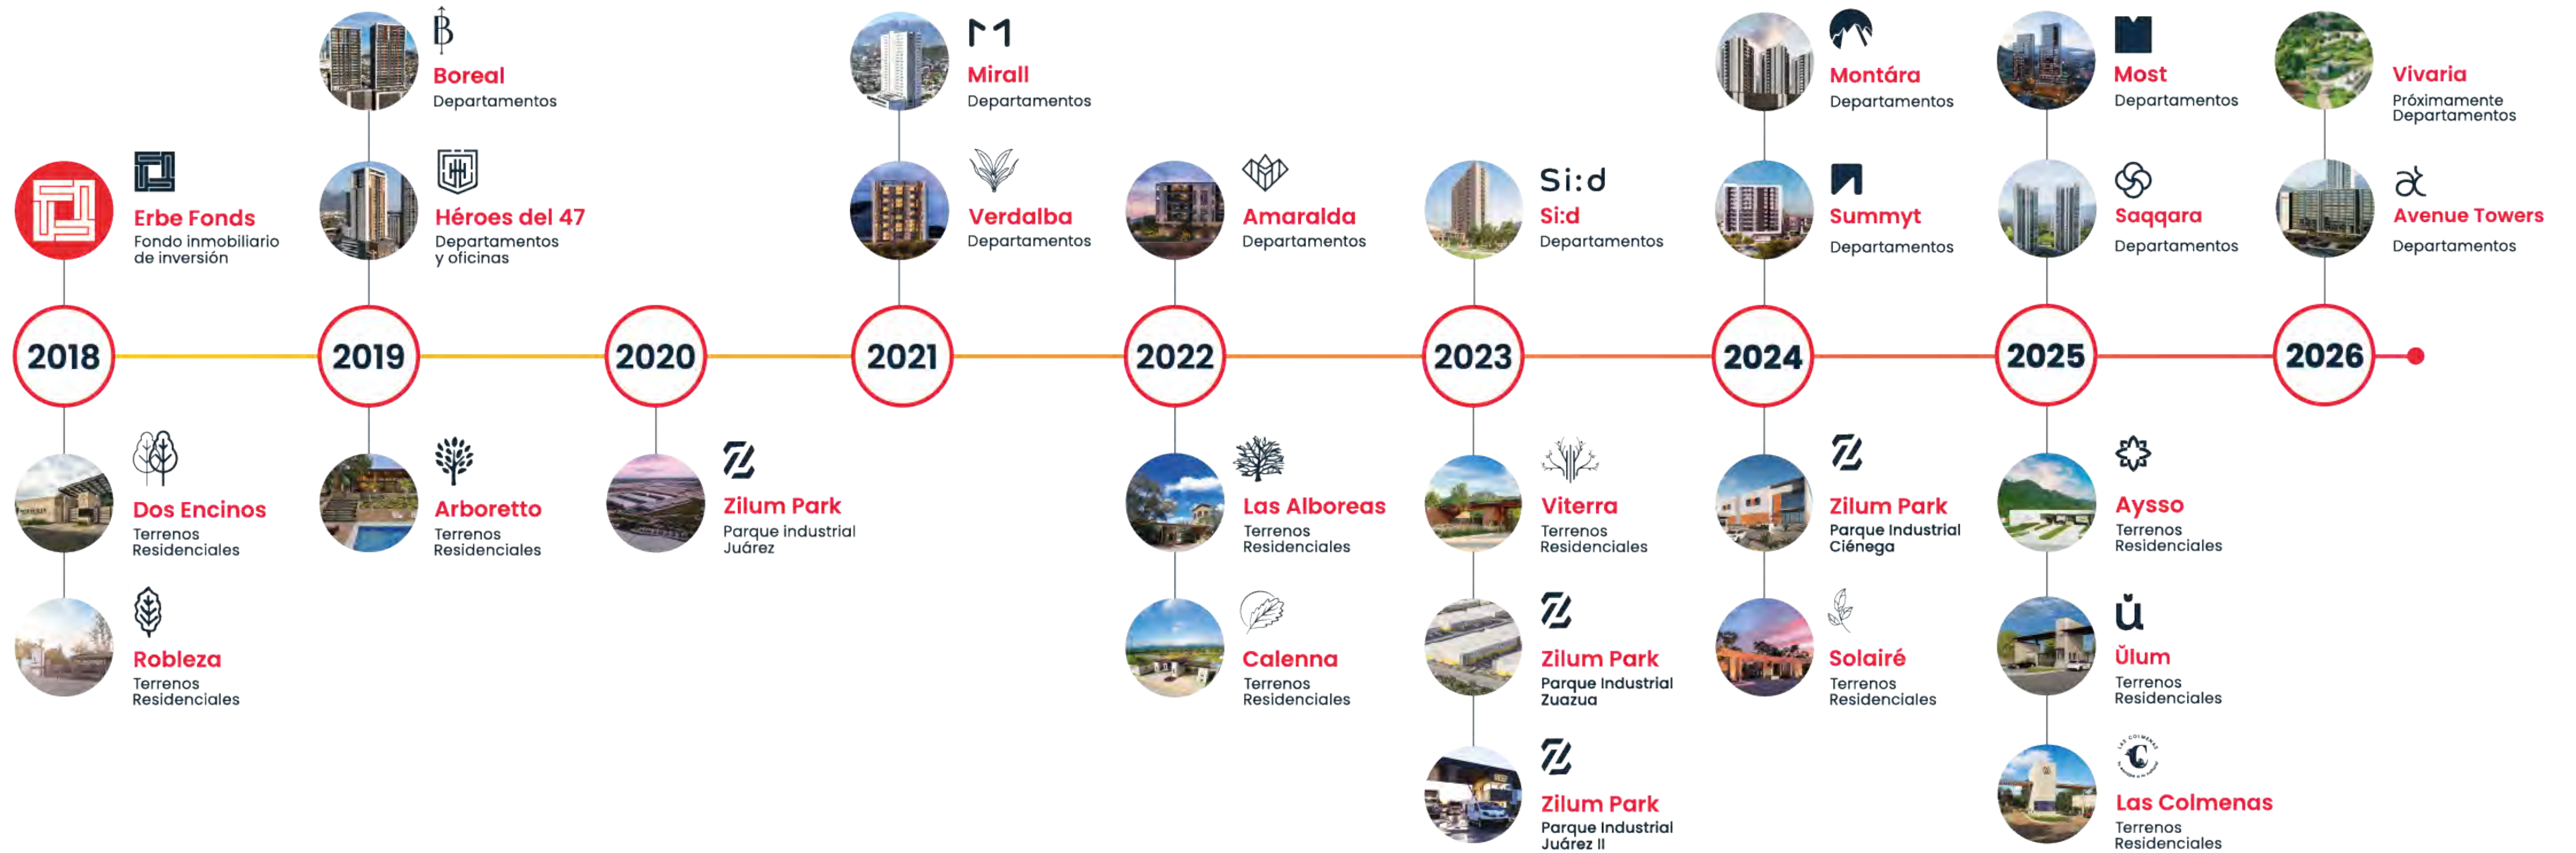 Boreal
Departamentos
Mirall
Departamentos
Montára
Departamentos
Most
Departamentos
Vivaria
Próximamente
Departamentos
Erbe Fonds
Fondo inmobiliario
de inversión
Héroes del 47
Departamentos
y oficinas
Verdalba
Departamentos
Amaralda
Departamentos
Si:d
Si:d
Departamentos
Summyt
Departamentos
Saqqara
Departamentos
Avenue Towers
Departamentos
2018
2019
2020
2021
2022
2023
2024
2025
2026
Dos Encinos
Terrenos
Residenciales
Arboretto
Terrenos
Residenciales
Zilum Park
Parque industrial
Juárez
Las Alboreas
Terrenos
Residenciales
Viterra
Terrenos
Residenciales
Zilum Park
Parque Industrial
Ciénega
Aysso
Terrenos
Residenciales
Robleza
Terrenos
Residenciales
Calenna
Terrenos
Residenciales
Zilum Park
Parque Industrial
Zuazua
Solairé
Terrenos
Residenciales
ŭ
Ŭlum
Terrenos
Residenciales
Zilum Park
Parque Industrial
Juárez II
LAS COLMENAS
Las Colmenas
Terrenos
Residenciales